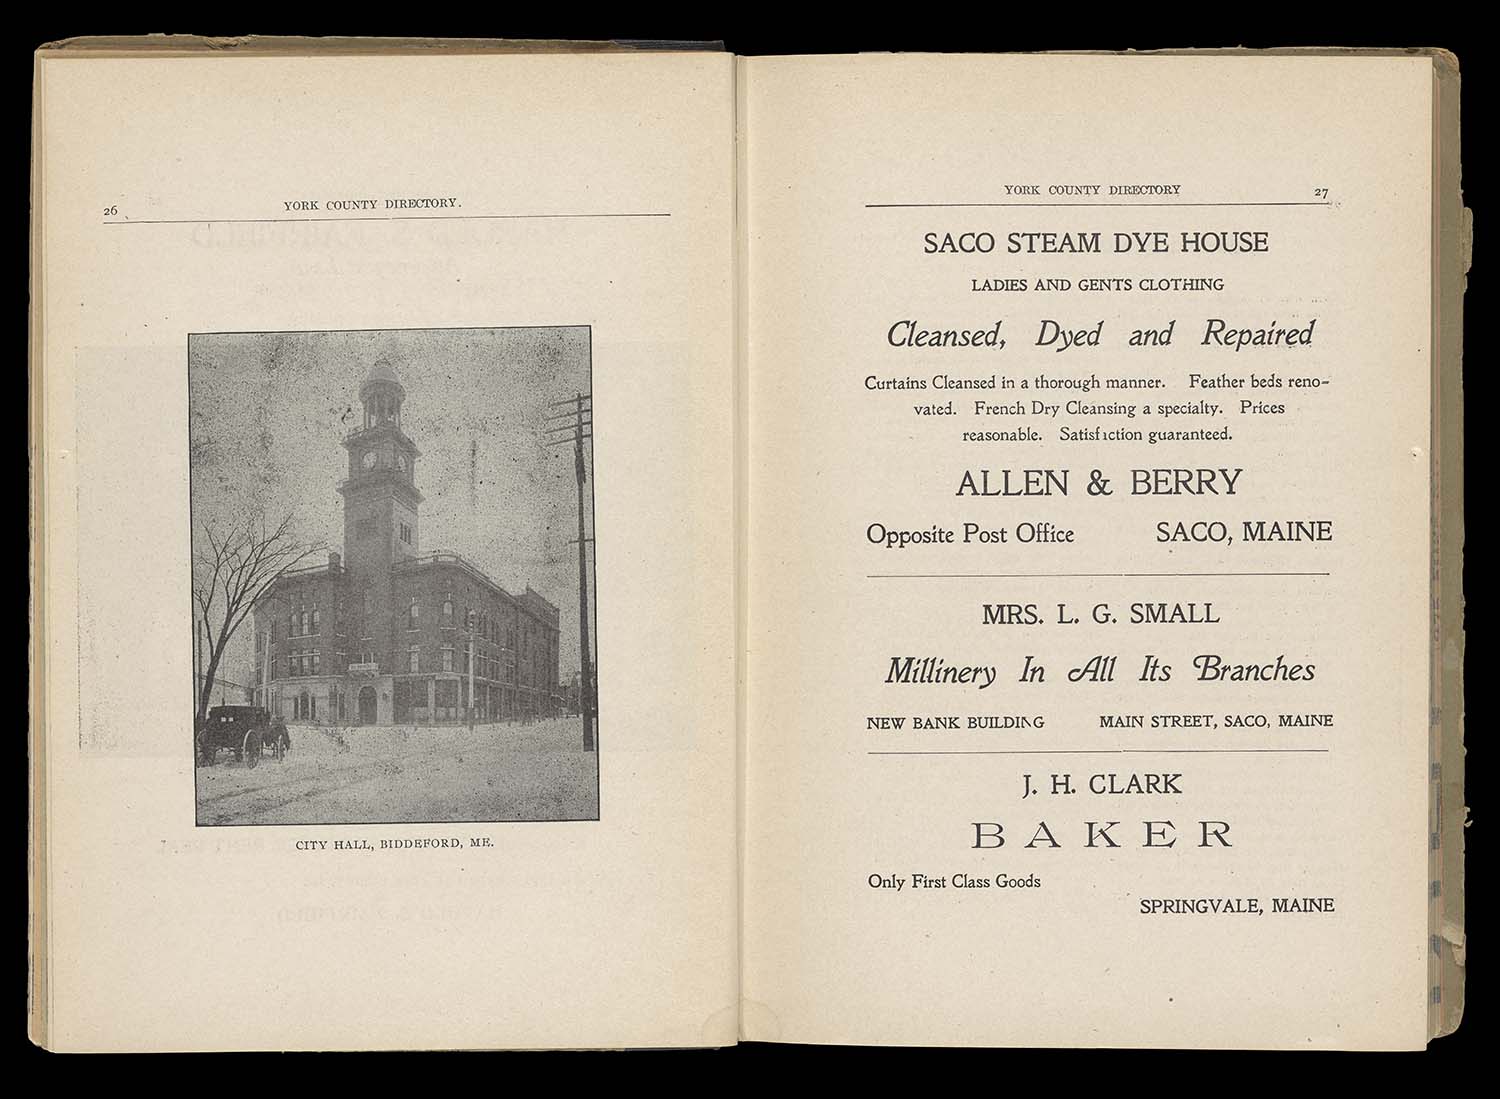 26
YORK COUNTY DIRECTORY.
CITY HALL, BIDDEFORD, ME.
YORK COUNTY DIRECTORY
27
SACO STEAM DYE HOUSE
LADIES AND GENTS CLOTHING
Cleansed, Dyed and Repaired
Curtains Cleansed in a thorough manner. Feather beds reno-
vated. French Dry Cleansing a specialty. Prices
reasonable. Satisfaction guaranteed.
ALLEN & BERRY
Opposite Post Office SACO, MAINE
MRS. L. G. SMALL
Millinery In All Its Branches
NEW BANK BUILDING MAIN STREET, SACO, MAINE
J. H. CLARK
BAKER
Only First Class Goods
SPRINGVALE, MAINE